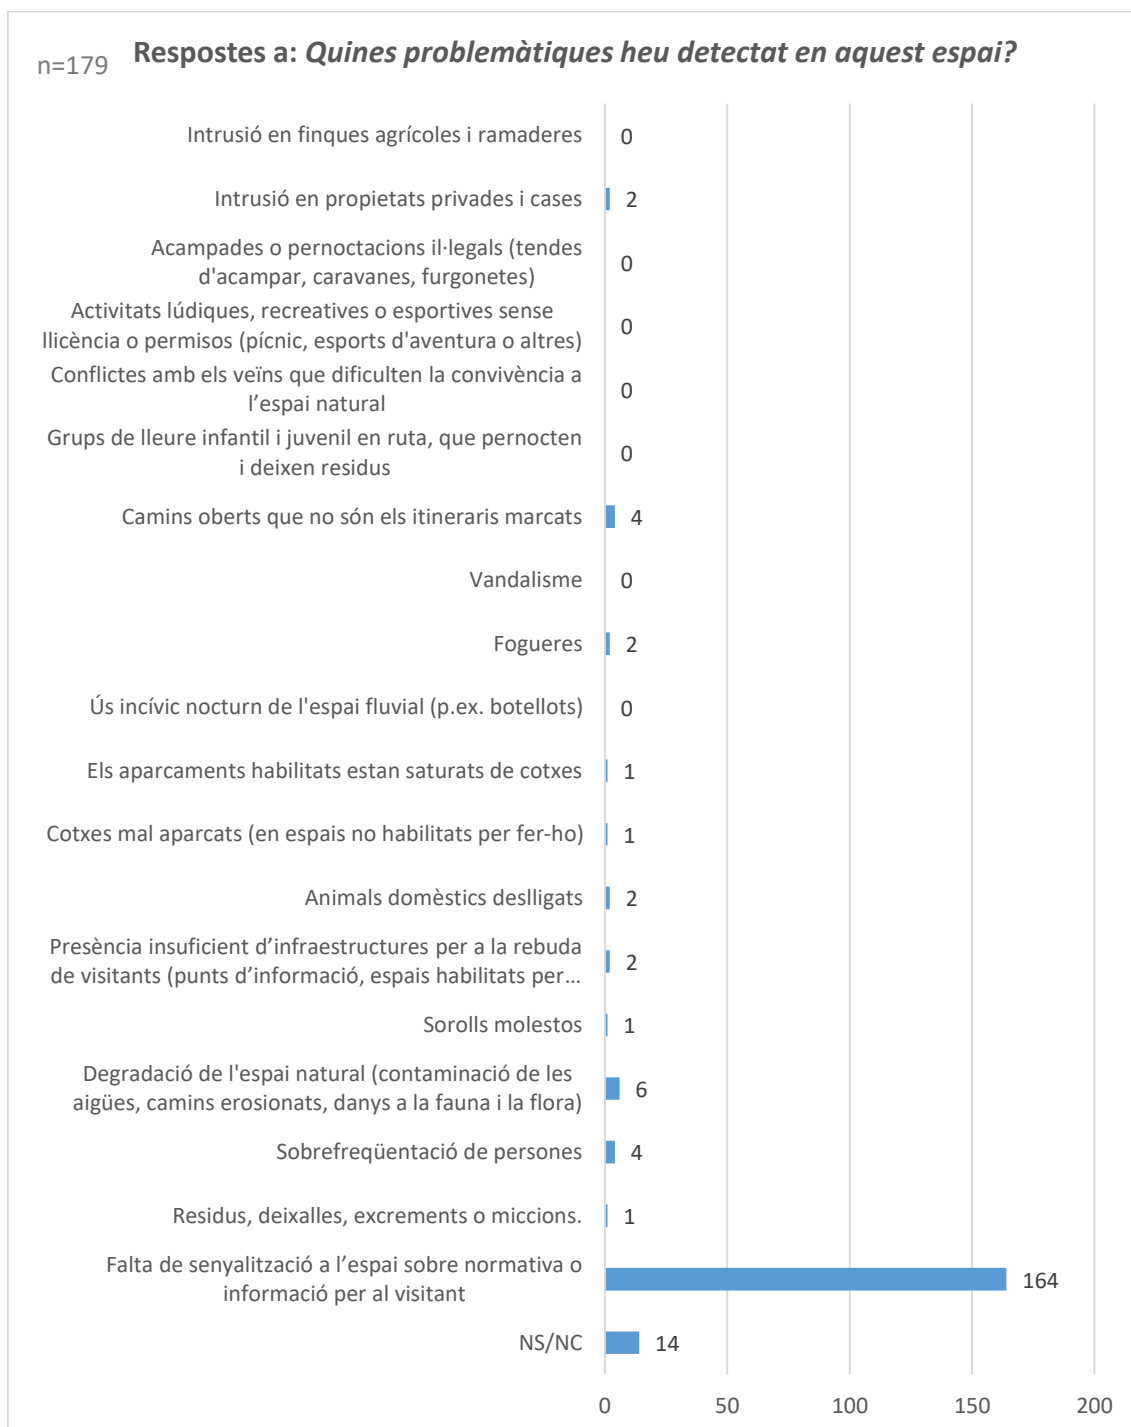 n=179
Respostes a: Quines problemàtiques heu detectat en aquest espai?
Intrusió en finques agrícoles i ramaderes 0
Intrusió en propietats privades i cases 2
Acampades o pernoctacions il·legals (tendes
d'acampar, caravanes, furgonetes) 0
Activitats lúdiques, recreatives o esportives sense
llicència o permisos (pícnic, esports d'aventura o altres) 0
Conflictes amb els veïns que dificulten la convivència a
l’espai natural 0
Grups de lleure infantil i juvenil en ruta, que pernocten
i deixen residus 0
Camins oberts que no són els itineraris marcats 4
Vandalisme 0
Fogueres 2
Ús incívic nocturn de l'espai fluvial (p.ex. botellots) 0
Els aparcaments habilitats estan saturats de cotxes 1
Cotxes mal aparcats (en espais no habilitats per fer-ho) 1
Animals domèstics deslligats 2
Presència insuficient d’infraestructures per a la rebuda
de visitants (punts d’informació, espais habilitats per… 2
Sorolls molestos 1
Degradació de l'espai natural (contaminació de les
aigües, camins erosionats, danys a la fauna i la flora) 6
Sobrefreqüentació de persones 4
Residus, deixalles, excrements o miccions. 1
Falta de senyalització a l’espai sobre normativa o
informació per al visitant 164
NS/NC 14
0 50 100 150 200